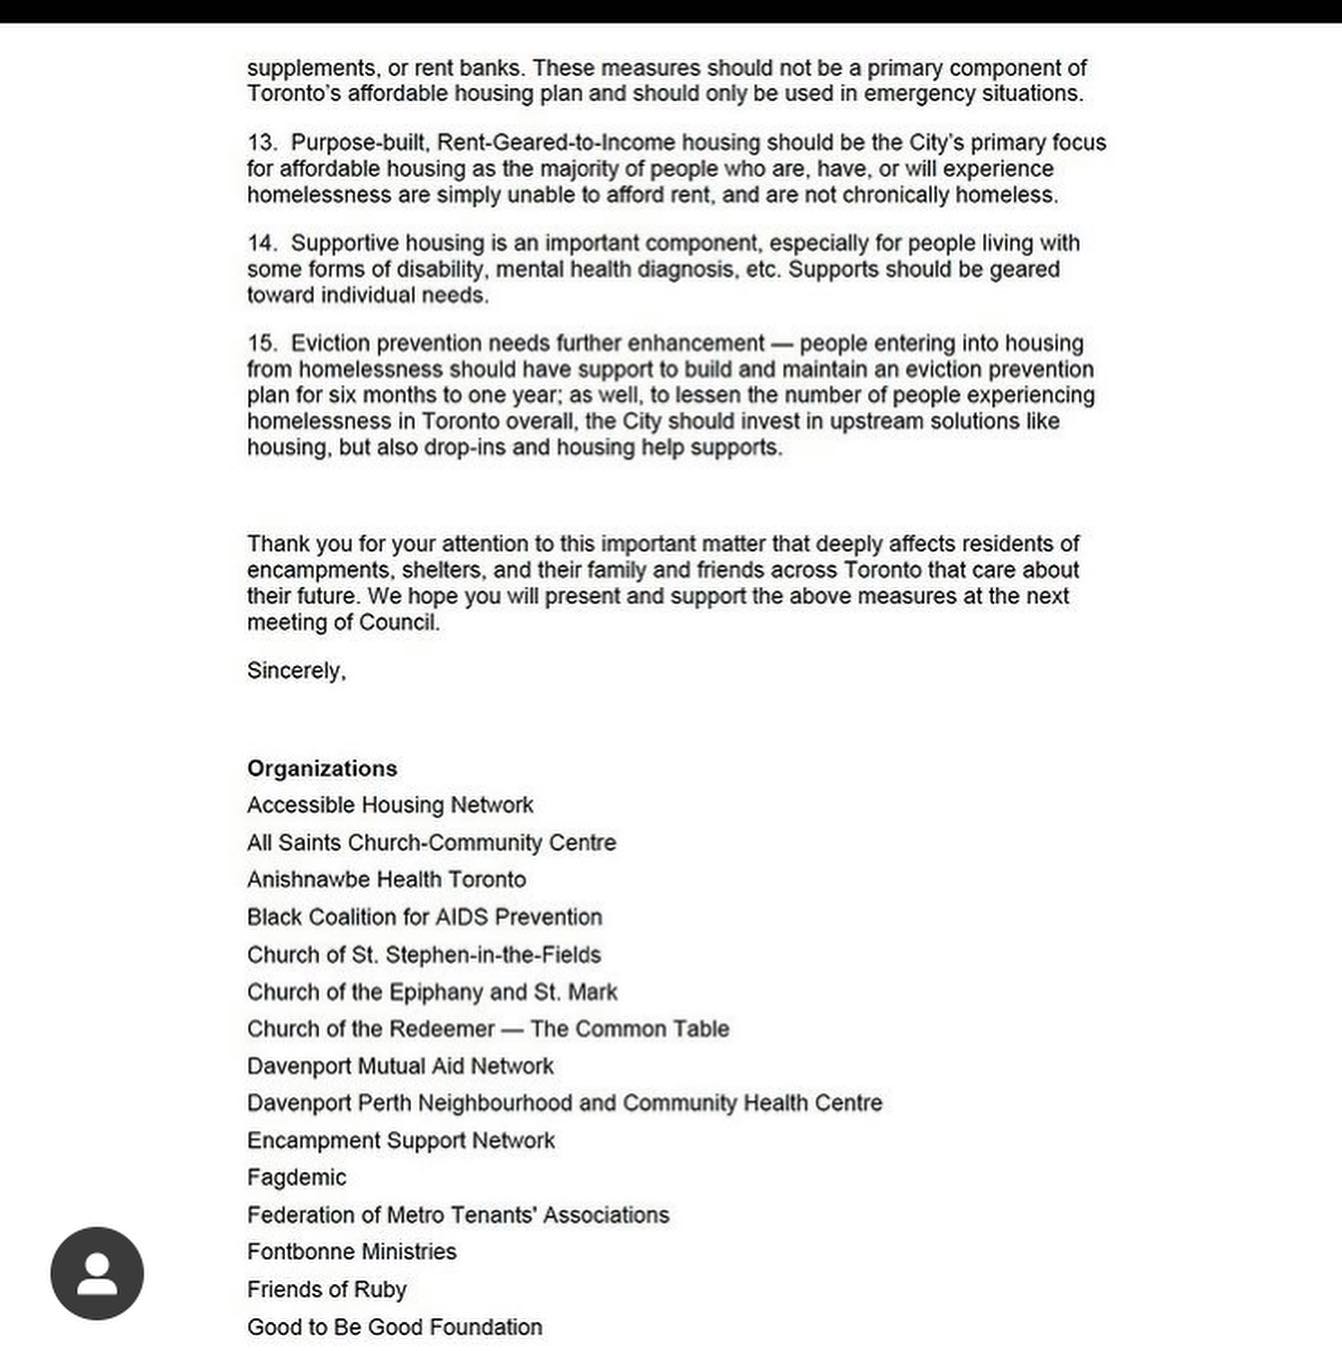 supplements, or rent banks. These measures should not be a primary component of
Toronto's affordable housing plan and should only be used in emergency situations.
13. Purpose-built, Rent-Geared-to-Income housing should be the City's primary focus
for affordable housing as the majority of people who are, have, or will experience
homelessness are simply unable to afford rent, and are not chronically homeless.
14. Supportive housing is an important component, especially for people living with
some forms of disability, mental health diagnosis, etc. Supports should be geared
toward individual needs.
15. Eviction prevention needs further enhancement — people entering into housing
from homelessness should have support to build and maintain an eviction prevention
plan for six months to one year; as well, to lessen the number of people experiencing
homelessness in Toronto overall, the City should invest in upstream solutions like
housing, but also drop-ins and housing help supports.
Thank you for your attention to this important matter that deeply affects residents of
encampments, shelters, and their family and friends across Toronto that care about
their future. We hope you will present and support the above measures at the next
meeting of Council.
Sincerely,
Organizations
Accessible Housing Network
All Saints Church-Community Centre
Anishnawbe Health Toronto
Black Coalition for AIDS Prevention
Church of St. Stephen-in-the-Fields
Church of the Epiphany and St. Mark
Church of the Redeemer — The Common Table
Davenport Mutual Aid Network
Davenport Perth Neighbourhood and Community Health Centre
Encampment Support Network
Fagdemic
Federation of Metro Tenants' Associations
Fontbonne Ministries
Friends of Ruby
Good to Be Good Foundation